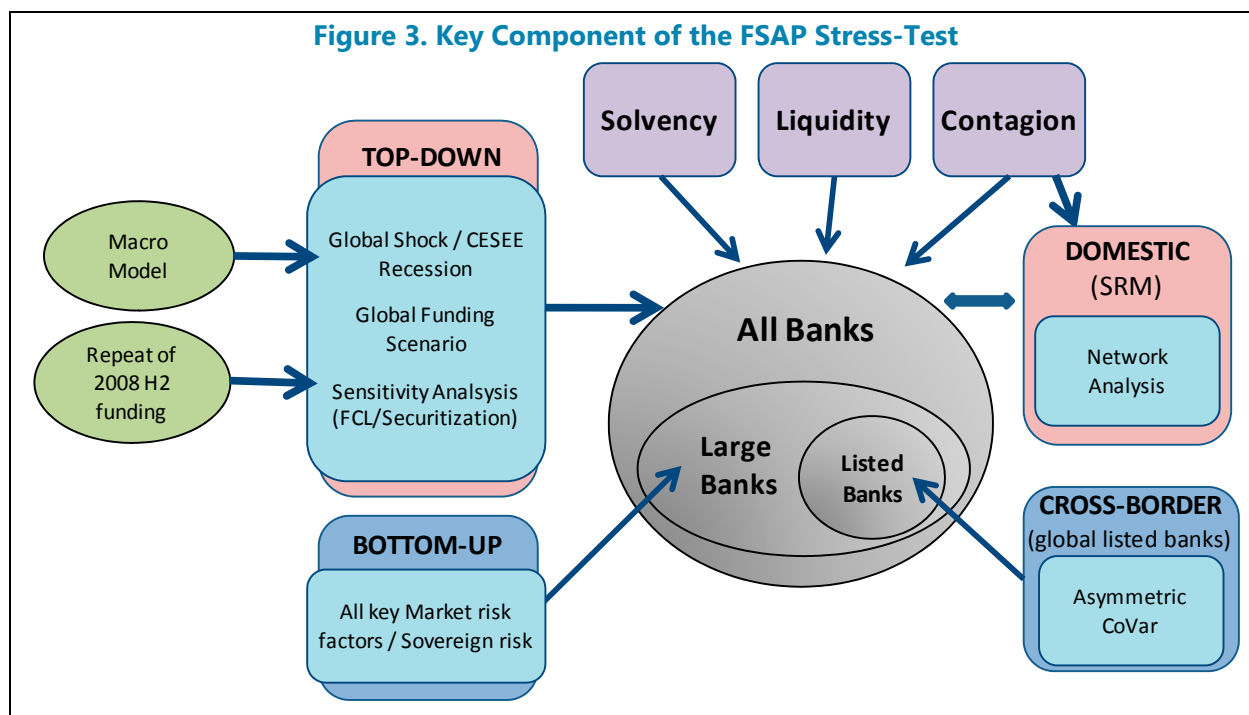 Figure 3. Key Component of the FSAP Stress-Test
Solvency
Liquidity
Contagion
TOP-DOWN
Global Shock / CESEE
Recession
Global Funding
Scenario
Sensitivity Analsysis
(FCL/Securitization)
Macro
Model
Repeat of
2008 H2
funding
All Banks
Large
Banks
Listed
Banks
DOMESTIC
(SRM)
Network
Analysis
BOTTOM-UP
All key Market risk
factors / Sovereign risk
CROSS-BORDER
(global listed banks)
Asymmetric
CoVar